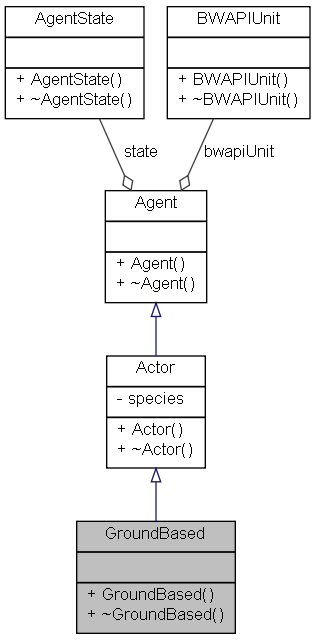 AgentState
+ AgentState()
+ ~AgentState()
BWAPIUnit
+ BWAPIUnit()
+ ~BWAPIUnit()
state
bwapiUnit
Agent
+ Agent()
+ ~Agent()
Actor
- species
+ Actor()
+ ~Actor()
GroundBased
+ GroundBased()
+ ~GroundBased()